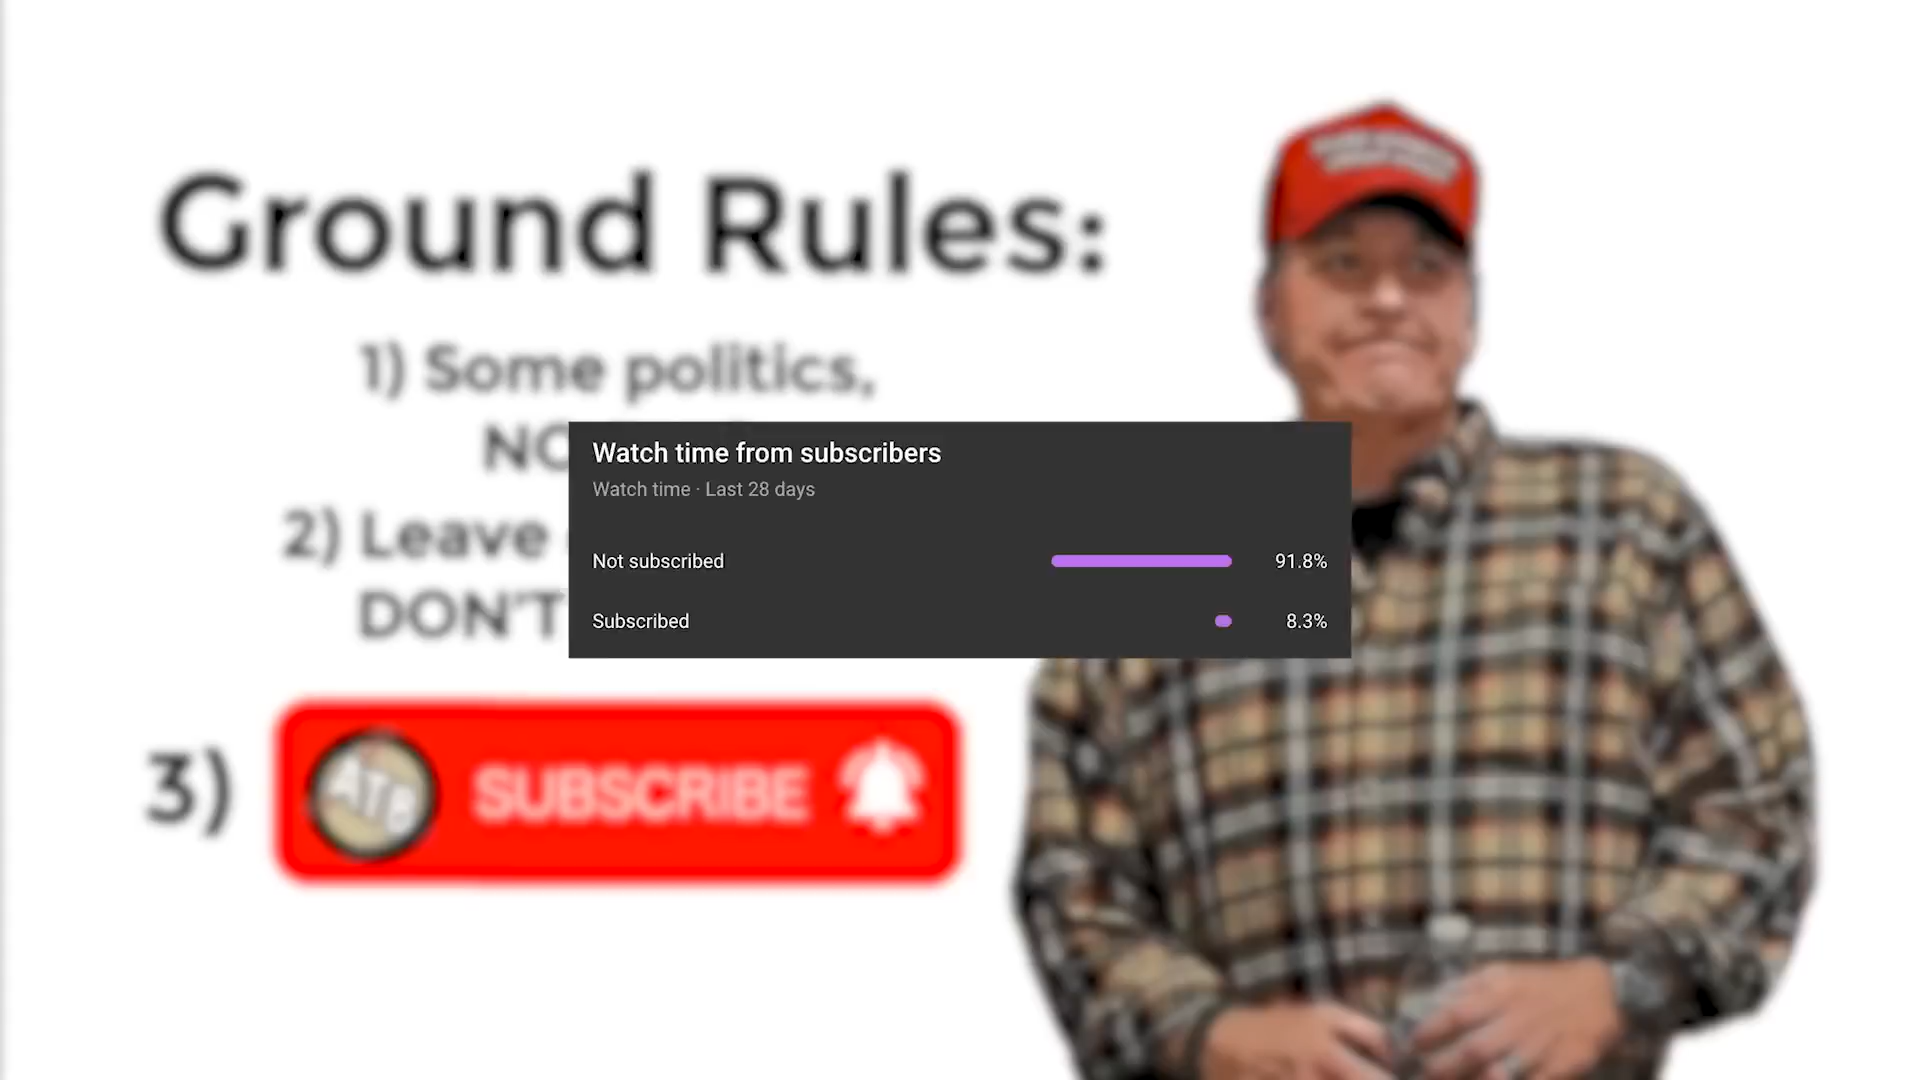 Ground Rules:
1) Some politics,
NO
2) Leave
DON'T
Watch time from subscribers
Watch time · Last 28 days
Not subscribed 91.8%
Subscribed 8.3%
3) ATB SUBSCRIBE